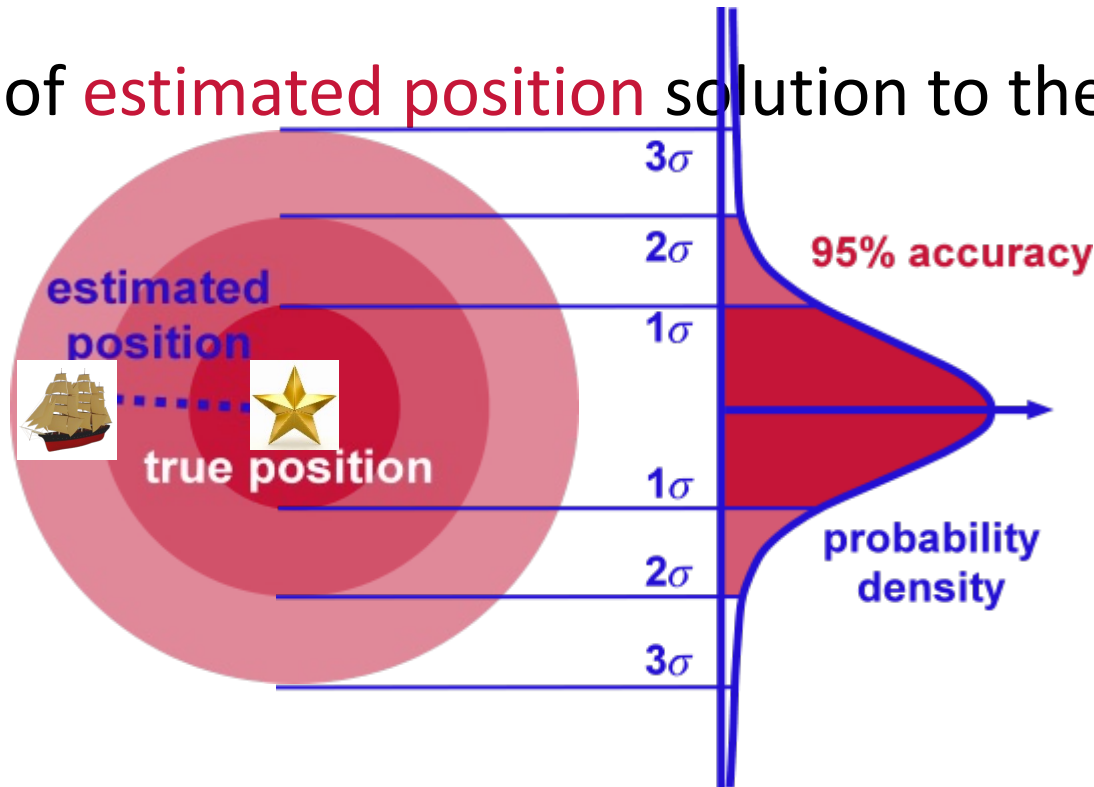 of estimated position solution to the
3σ
2σ
95% accuracy
estimated
position
1σ
true position
1σ
probability
density
2σ
3σ